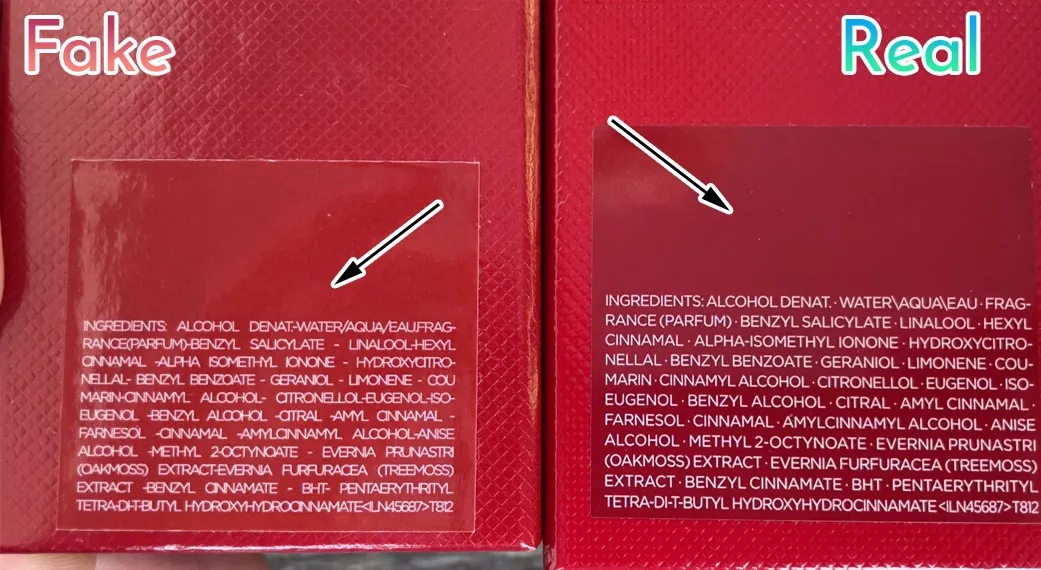 Fake
Real
INGREDIENTS: ALCOHOL DENAT.-WATER/AQUA/EAU.FRAG-
RANCE(PARFUM)-BENZYL SALICYLATE - LINALOOL-HEXYL
CINNAMAL -ALPHA ISOMETHYL IONONE - HYDROXYCITRO-
NELLAL- BENZYL BENZOATE - GERANIOL - LIMONENE - COU
MARIN-CINNAMYL ALCOHOL- CITRONELLOL-EUGENOL-ISO-
EUGENOL -BENZYL ALCOHOL -CITRAL -AMYL CINNAMAL -
FARNESOL -CINNAMAL -AMYLCINNAMYL ALCOHOL-ANISE
ALCOHOL -METHYL 2-OCTYNOATE - EVERNIA PRUNASTRI
(OAKMOSS) EXTRACT-EVERNIA FURFURACEA (TREEMOSS)
EXTRACT -BENZYL CINNAMATE - BHT- PENTAERYTHRITYL
TETRA-DI-T-BUTYL HYDROXYHYDROCINNAMATE<ILN45687>T812
INGREDIENTS: ALCOHOL DENAT. · WATER\AQUA\EAU · FRAG-
RANCE (PARFUM) · BENZYL SALICYLATE · LINALOOL · HEXYL
CINNAMAL · ALPHA-ISOMETHYL IONONE · HYDROXYCITRO-
NELLAL · BENZYL BENZOATE · GERANIOL · LIMONENE · COU-
MARIN · CINNAMYL ALCOHOL · CITRONELLOL · EUGENOL · ISO-
EUGENOL · BENZYL ALCOHOL · CITRAL · AMYL CINNAMAL ·
FARNESOL · CINNAMAL · AMYLCINNAMYL ALCOHOL · ANISE
ALCOHOL · METHYL 2-OCTYNOATE · EVERNIA PRUNASTRI
(OAKMOSS) EXTRACT · EVERNIA FURFURACEA (TREEMOSS)
EXTRACT · BENZYL CINNAMATE · BHT · PENTAERYTHRITYL
TETRA-DI-T-BUTYL HYDROXYHYDROCINNAMATE <ILN45687> T812